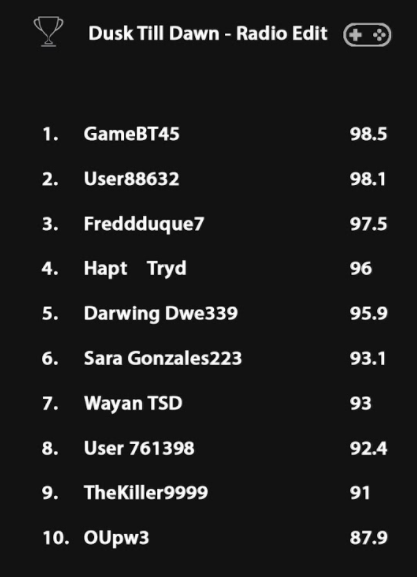 Dusk Till Dawn - Radio Edit
1. GameBT45 98.5
2. User88632 98.1
3. Freddduque7 97.5
4. Hapt Tryd 96
5. Darwing Dwe339 95.9
6. Sara Gonzales223 93.1
7. Wayan TSD 93
8. User 761398 92.4
9. TheKiller9999 91
10. OUpw3 87.9